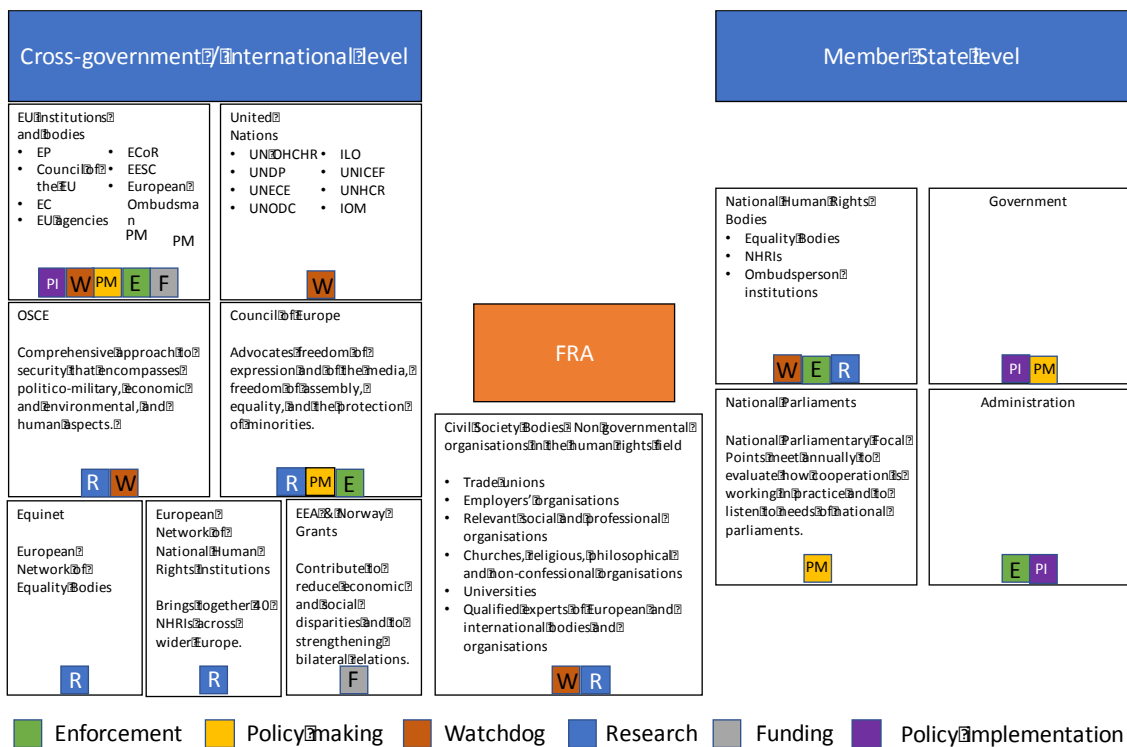 Cross-government / international level
Member State level
EU institutions
and bodies
• EP
• Council of
the EU
• EC
• EU agencies
• ECoR
• EESC
• European
Ombudsma
n
PM
PM
PI W PM E F
United
Nations
• UN OHCHR
• UNDP
• UNECE
• UNODC
• ILO
• UNICEF
• UNHCR
• IOM
W
OSCE
Comprehensive approach to
security that encompasses
politico-military, economic
and environmental, and
human aspects.
R W
Council of Europe
Advocates freedom of
expression and of the media,
freedom of assembly,
equality, and the protection
of minorities.
R PM E
Equinet
European
Network of
Equality Bodies
R
European
Network of
National Human
Rights Institutions
Brings together 40
NHRIs across
wider Europe.
R
EEA & Norway
Grants
Contribute to
reduce economic
and social
disparities and to
strengthening
bilateral relations.
F
FRA
Civil Society Bodies Non governmental
organisations in the human rights field
• Trade unions
• Employers' organisations
• Relevant social and professional
organisations
• Churches, religious, philosophical
and non-confessional organisations
• Universities
• Qualified experts of European and
international bodies and
organisations
W R
National Human Rights
Bodies
• Equality Bodies
• NHRIs
• Ombudsperson
institutions
W E R
Government
PI PM
National Parliaments
National Parliamentary Focal
Points meet annually to
evaluate how cooperation is
working in practice and to
listen to needs of national
parliaments.
PM
Administration
E PI
Enforcement Policy making Watchdog Research Funding Policy implementation